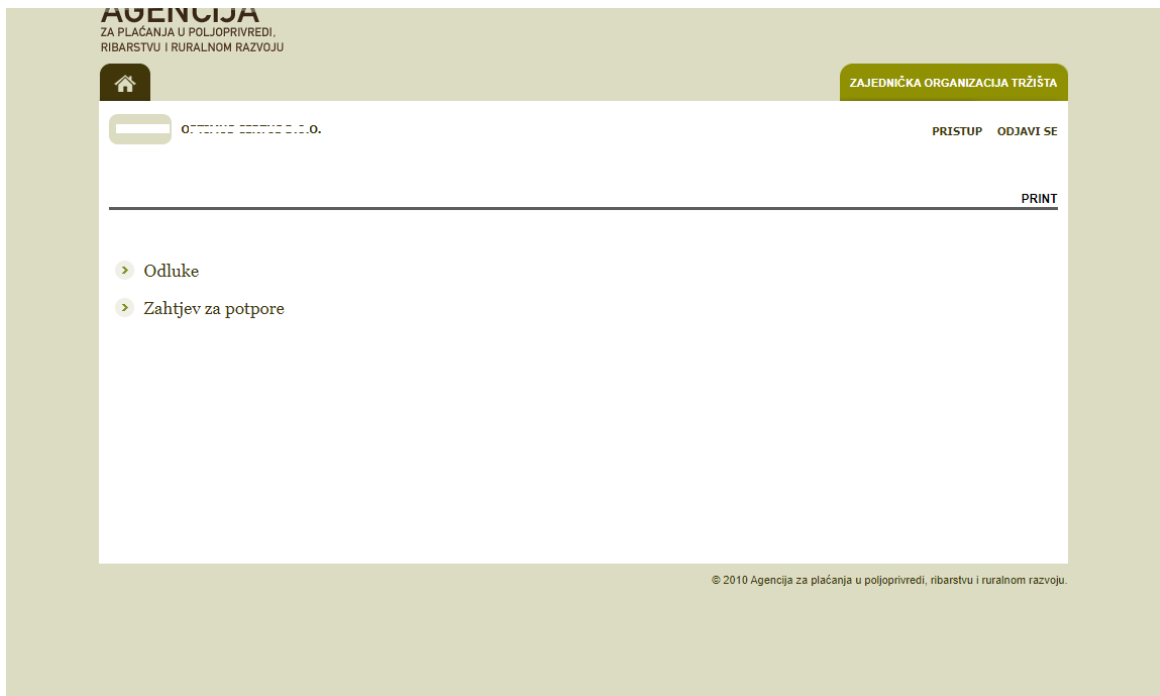 AGENCIJA
ZA PLAĆANJA U POLJOPRIVREDI,
RIBARSTVU I RURALNOM RAZVOJU
ZAJEDNIČKA ORGANIZACIJA TRŽIŠTA
PRISTUP ODJAVI SE
PRINT
Odluke
Zahtjev za potpore
© 2010 Agencija za plaćanja u poljoprivredi, ribarstvu i ruralnom razvoju.